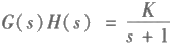 G(s)H(s) = K / (s + 1)